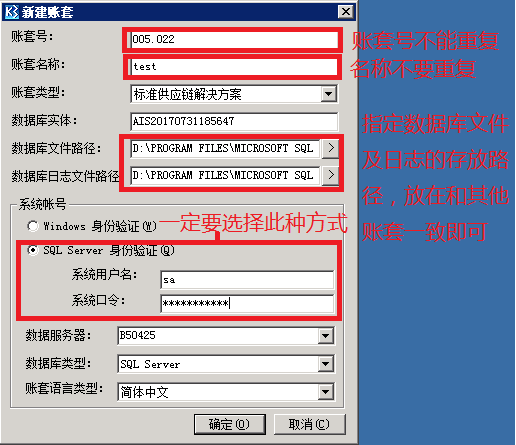 K3 新建账套
账套号: 005.022 账套号不能重复
账套名称: test 名称不要重复
账套类型: 标准供应链解决方案
数据库实体: AIS20170731185647 指定数据库文件
数据库文件路径: D:\PROGRAM FILES\MICROSOFT SQL > 及日志的存放路
数据库日志文件路径 D:\PROGRAM FILES\MICROSOFT SQL > 径，放在和其他
账套一致即可
系统帐号
Windows 身份验证(W) 一定要选择此种方式
SQL Server 身份验证(Q)
系统用户名: sa
系统口令: ***********
数据服务器: B50425
数据库类型: SQL Server
账套语言类型: 简体中文
确定(O) 取消(C)